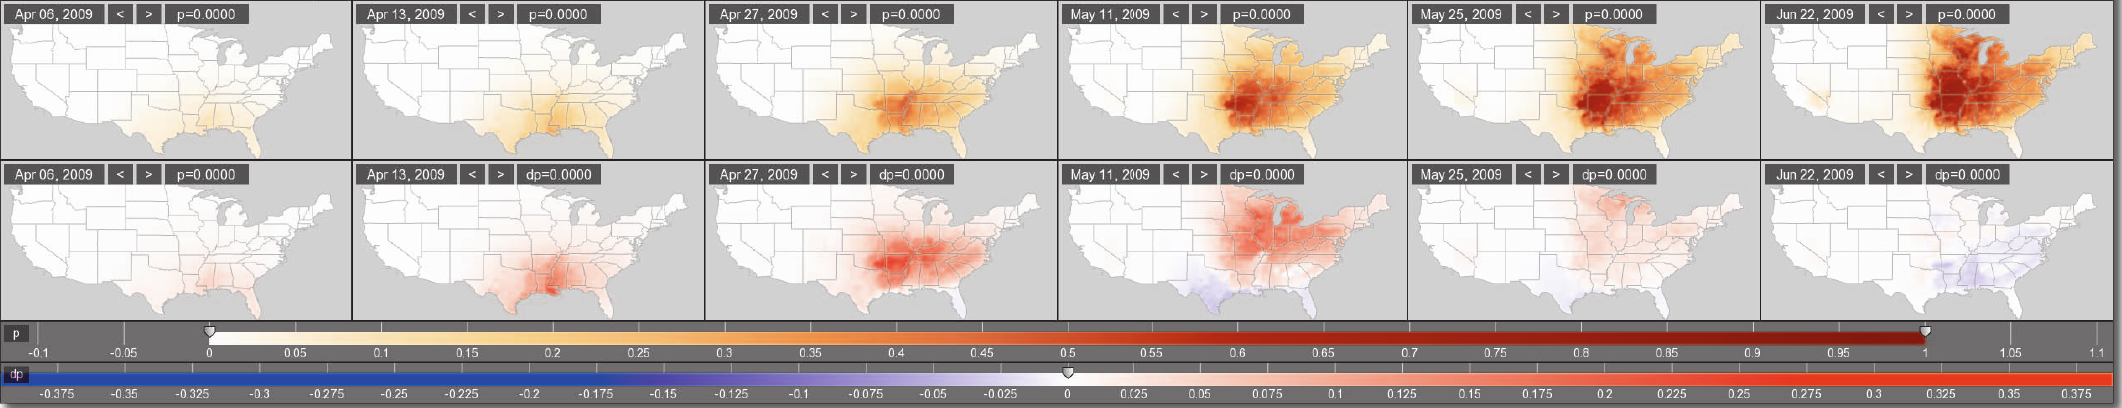 Apr 06, 2009 < > p=0.0000
Apr 13, 2009 < > p=0.0000
Apr 27, 2009 < > p=0.0000
May 11, 2009 < > p=0.0000
May 25, 2009 < > p=0.0000
Jun 22, 2009 < > p=0.0000
Apr 06, 2009 < > p=0.0000
Apr 13, 2009 < > dp=0.0000
Apr 27, 2009 < > dp=0.0000
May 11, 2009 < > dp=0.0000
May 25, 2009 < > dp=0.0000
Jun 22, 2009 < > dp=0.0000
p
-0.1 -0.05 0 0.05 0.1 0.15 0.2 0.25 0.3 0.35 0.4 0.45 0.5 0.55 0.6 0.65 0.7 0.75 0.8 0.85 0.9 0.95 1 1.05 1.1
dp
-0.375 -0.35 -0.325 -0.3 -0.275 -0.25 -0.225 -0.2 -0.175 -0.15 -0.125 -0.1 -0.075 -0.05 -0.025 0 0.025 0.05 0.075 0.1 0.125 0.15 0.175 0.2 0.225 0.25 0.275 0.3 0.325 0.35 0.375